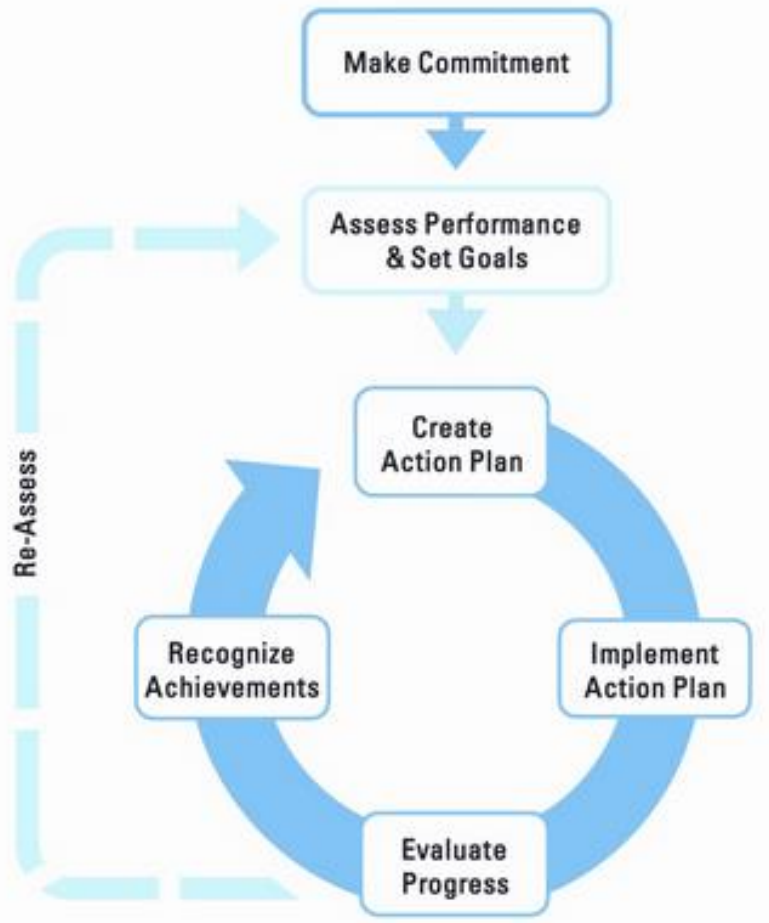 Make Commitment
Assess Performance
& Set Goals
Create
Action Plan
Re-Assess
Recognize
Achievements
Implement
Action Plan
Evaluate
Progress